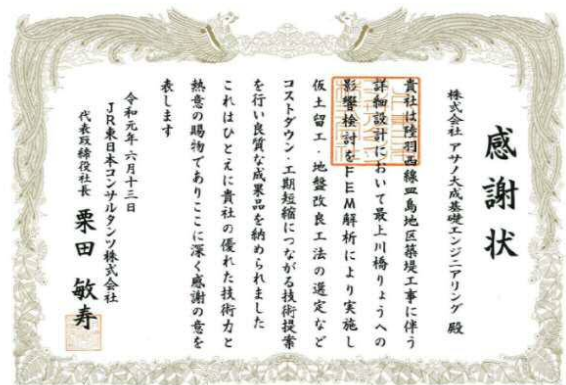 感謝状
株式会社 アサノ大成基礎エンジニアリング 殿
貴社は陸羽西線皿島地区築堤工事に伴う
詳細設計において最上川橋りょうへの
影響検討をFEM解析により実施し
仮土留工・地盤改良工法の選定など
コストダウン・工期短縮につながる技術提案
を行い良質な成果品を納められました
これはひとえに貴社の優れた技術力と
熱意の賜物でありここに深く感謝の意を
表します
令和元年六月十三日
JR東日本コンサルタンツ株式会社
代表取締役社長 栗田 敏寿